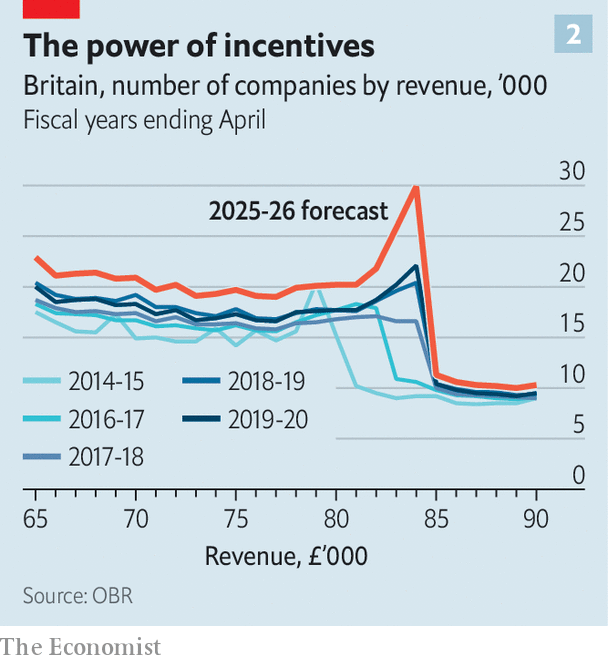 2
The power of incentives
Britain, number of companies by revenue, ’000
Fiscal years ending April
30
2025-26 forecast
25
20
15
2014-15
2018-19
10
2016-17
2019-20
5
2017-18
0
65 70 75 80 85 90
Revenue, £’000
Source: OBR
The Economist